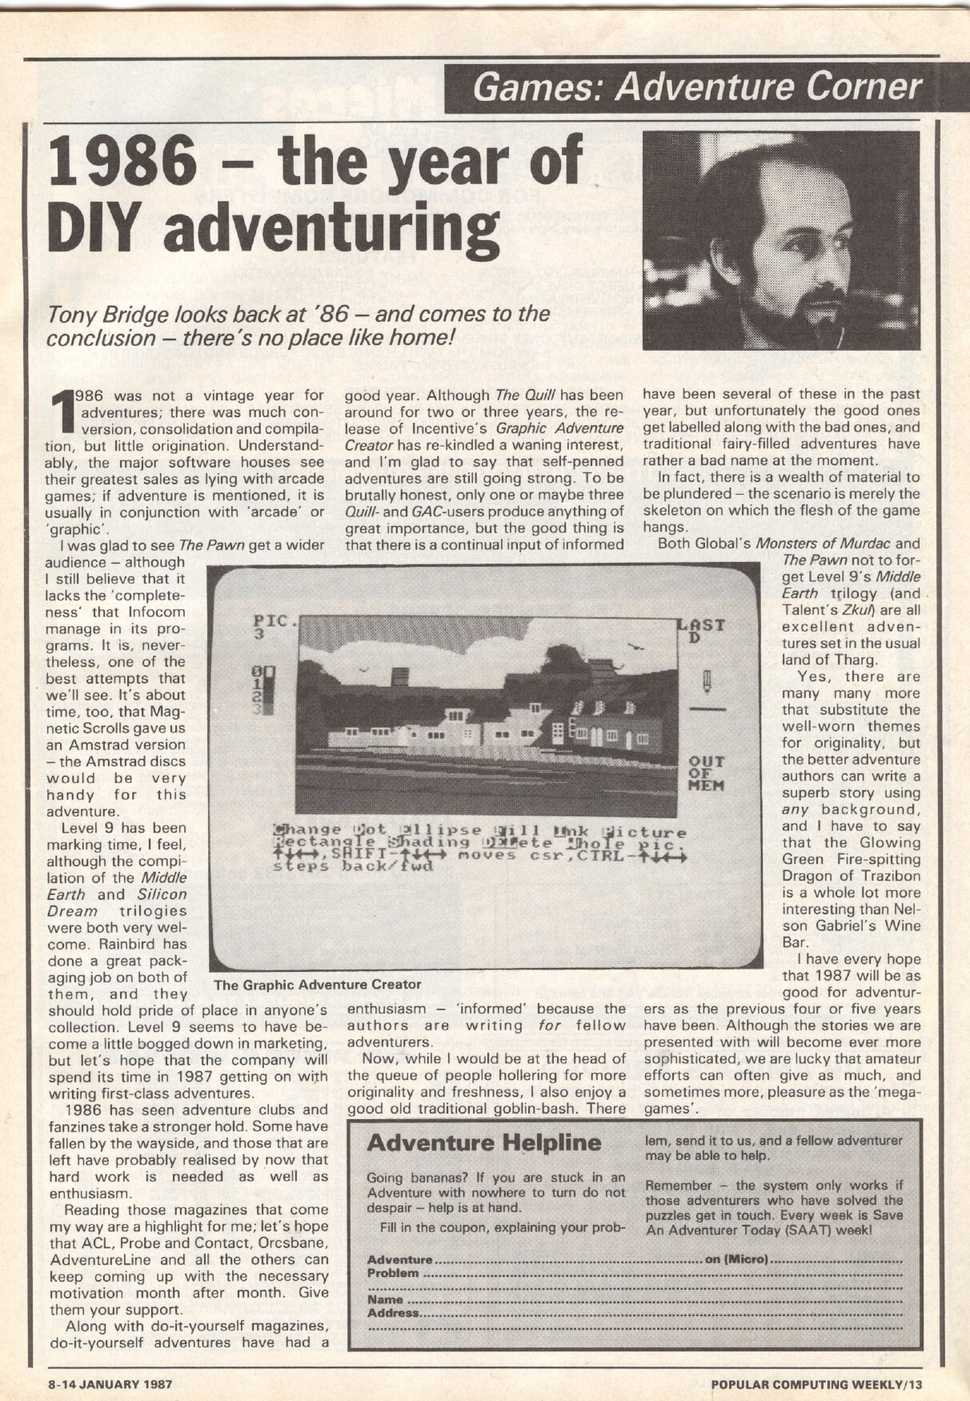 Games: Adventure Corner
1986 – the year of
DIY adventuring
Tony Bridge looks back at '86 – and comes to the
conclusion – there's no place like home!
1986 was not a vintage year for
adventures; there was much con-
version, consolidation and compila-
tion, but little origination. Understand-
ably, the major software houses see
their greatest sales as lying with arcade
games; if adventure is mentioned, it is
usually in conjunction with 'arcade' or
'graphic'.
I was glad to see The Pawn get a wider
audience – although
I still believe that it
lacks the 'complete-
ness' that Infocom
manage in its pro-
grams. It is, never-
theless, one of the
best attempts that
we'll see. It's about
time, too, that Mag-
netic Scrolls gave us
an Amstrad version
– the Amstrad discs
would be very
handy for this
adventure.
Level 9 has been
marking time, I feel,
although the compi-
lation of the Middle
Earth and Silicon
Dream trilogies
were both very wel-
come. Rainbird has
done a great pack-
aging job on both of
them, and they
should hold pride of place in anyone's
collection. Level 9 seems to have be-
come a little bogged down in marketing,
but let's hope that the company will
spend its time in 1987 getting on with
writing first-class adventures.
1986 has seen adventure clubs and
fanzines take a stronger hold. Some have
fallen by the wayside, and those that are
left have probably realised by now that
hard work is needed as well as
enthusiasm.
Reading those magazines that come
my way are a highlight for me; let's hope
that ACL, Probe and Contact, Orcsbane,
AdventureLine and all the others can
keep coming up with the necessary
motivation month after month. Give
them your support.
Along with do-it-yourself magazines,
do-it-yourself adventures have had a
good year. Although The Quill has been
around for two or three years, the re-
lease of Incentive's Graphic Adventure
Creator has re-kindled a waning interest,
and I'm glad to say that self-penned
adventures are still going strong. To be
brutally honest, only one or maybe three
Quill- and GAC-users produce anything of
great importance, but the good thing is
that there is a continual input of informed
PIC.
3
0
1
2
3
LAST
D
OUT
OF
MEM
Change Dot Ellipse Fill Ink Picture
Rectangle Shading DELete Whole pic.
↑↓←→,SHIFT-↑↓←→ moves csr,CTRL-↑↓←→
steps back/fwd
The Graphic Adventure Creator
enthusiasm – 'informed' because the
authors are writing for fellow
adventurers.
Now, while I would be at the head of
the queue of people hollering for more
originality and freshness, I also enjoy a
good old traditional goblin-bash. There
have been several of these in the past
year, but unfortunately the good ones
get labelled along with the bad ones, and
traditional fairy-filled adventures have
rather a bad name at the moment.
In fact, there is a wealth of material to
be plundered – the scenario is merely the
skeleton on which the flesh of the game
hangs.
Both Global's Monsters of Murdac and
The Pawn not to for-
get Level 9's Middle
Earth trilogy (and
Talent's Zkul) are all
excellent adven-
tures set in the usual
land of Tharg.
Yes, there are
many many more
that substitute the
well-worn themes
for originality, but
the better adventure
authors can write a
superb story using
any background,
and I have to say
that the Glowing
Green Fire-spitting
Dragon of Trazibon
is a whole lot more
interesting than Nel-
son Gabriel's Wine
Bar.
I have every hope
that 1987 will be as
good for adventur-
ers as the previous four or five years
have been. Although the stories we are
presented with will become ever more
sophisticated, we are lucky that amateur
efforts can often give as much, and
sometimes more, pleasure as the 'mega-
games'.
Adventure Helpline
Going bananas? If you are stuck in an
Adventure with nowhere to turn do not
despair – help is at hand.
Fill in the coupon, explaining your prob-
lem, send it to us, and a fellow adventurer
may be able to help.
Remember – the system only works if
those adventurers who have solved the
puzzles get in touch. Every week is Save
An Adventurer Today (SAAT) week!
Adventure on (Micro)
Problem
Name
Address
8-14 JANUARY 1987
POPULAR COMPUTING WEEKLY/13